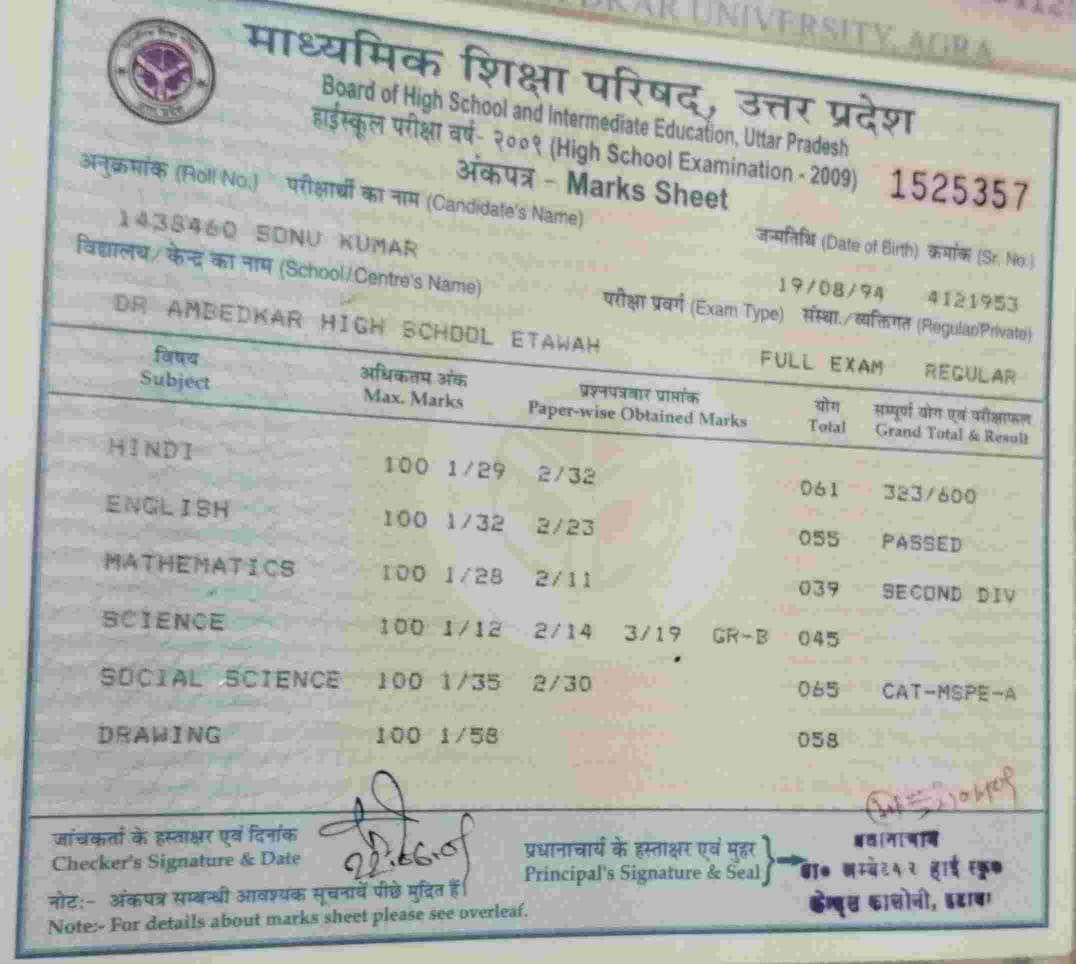 KAR UNIVERSITY, AGRA
माध्यमिक शिक्षा परिषद्, उत्तर प्रदेश
Board of High School and Intermediate Education, Uttar Pradesh
हाईस्कूल परीक्षा वर्ष- २००९ (High School Examination - 2009)
अंकपत्र – Marks Sheet
1525357
अनुक्रमांक (Roll No.) परीक्षार्थी का नाम (Candidate's Name)
जन्मतिथि (Date of Birth) क्रमांक (Sr. No.)
1438460 SONU KUMAR
19/08/94 4121953
विद्यालय/केन्द्र का नाम (School/Centre's Name)
परीक्षा प्रवर्ग (Exam Type) संस्था./व्यक्तिगत (Regular/Private)
DR AMBEDKAR HIGH SCHOOL ETAWAH
FULL EXAM REGULAR
विषय अधिकतम अंक प्रश्नपत्रवार प्राप्तांक योग सम्पूर्ण योग एवं परीक्षाफल
Subject Max. Marks Paper-wise Obtained Marks Total Grand Total & Result
HINDI 100 1/29 2/32 061 323/600
ENGLISH 100 1/32 2/23 055 PASSED
MATHEMATICS 100 1/28 2/11 039 SECOND DIV
SCIENCE 100 1/12 2/14 3/19 GR-B 045
SOCIAL SCIENCE 100 1/35 2/30 065 CAT-MSPE-A
DRAWING 100 1/58 058
जांचकर्ता के हस्ताक्षर एवं दिनांक
Checker's Signature & Date
22.06.09
प्रधानाचार्य के हस्ताक्षर एवं मुहर
Principal's Signature & Seal
प्रधानाचार्य
डा० अम्बेडकर हाई स्कूल
कालोनी, इटावा
नोट:- अंकपत्र सम्बन्धी आवश्यक सूचनायें पीछे मुद्रित हैं।
Note:- For details about marks sheet please see overleaf.